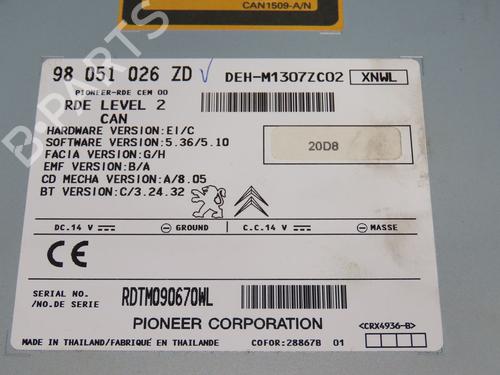 CAN1509-A/N
98 051 026 ZD DEH-M1307ZC02 XNWL
PIONEER-RDE CEM 00
RDE LEVEL 2
CAN
HARDWARE VERSION:EI/C
SOFTWARE VERSION:5.36/5.10
FACIA VERSION:G/H
EMF VERSION:B/A
CD MECHA VERSION:A/8.05
BT VERSION:C/3.24.32
20D8
DC.14 V GROUND C.C.14 V MASSE
CE
SERIAL NO.
/NO.DE SERIE
RDTM090670WL
PIONEER CORPORATION
<CRX4936-B>
MADE IN THAILAND/FABRIQUÉ EN THAILANDE COFOR:28867B 01
B-PARTS